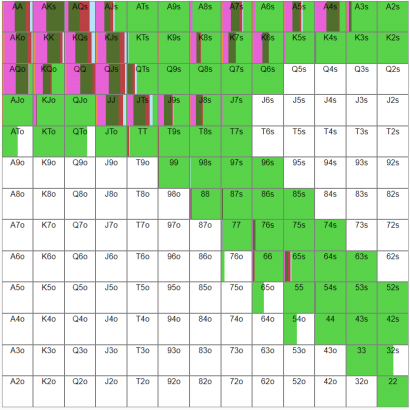 AA AKs AQs AJs ATs A9s A8s A7s A6s A5s A4s A3s A2s
AKo KK KQs KJs KTs K9s K8s K7s K6s K5s K4s K3s K2s
AQo KQo QQ QJs QTs Q9s Q8s Q7s Q6s Q5s Q4s Q3s Q2s
AJo KJo QJo JJ JTs J9s J8s J7s J6s J5s J4s J3s J2s
ATo KTo QTo JTo TT T9s T8s T7s T6s T5s T4s T3s T2s
A9o K9o Q9o J9o T9o 99 98s 97s 96s 95s 94s 93s 92s
A8o K8o Q8o J8o T8o 98o 88 87s 86s 85s 84s 83s 82s
A7o K7o Q7o J7o T7o 97o 87o 77 76s 75s 74s 73s 72s
A6o K6o Q6o J6o T6o 96o 86o 76o 66 65s 64s 63s 62s
A5o K5o Q5o J5o T5o 95o 85o 75o 65o 55 54s 53s 52s
A4o K4o Q4o J4o T4o 94o 84o 74o 64o 54o 44 43s 42s
A3o K3o Q3o J3o T3o 93o 83o 73o 63o 53o 43o 33 32s
A2o K2o Q2o J2o T2o 92o 82o 72o 62o 52o 42o 32o 22